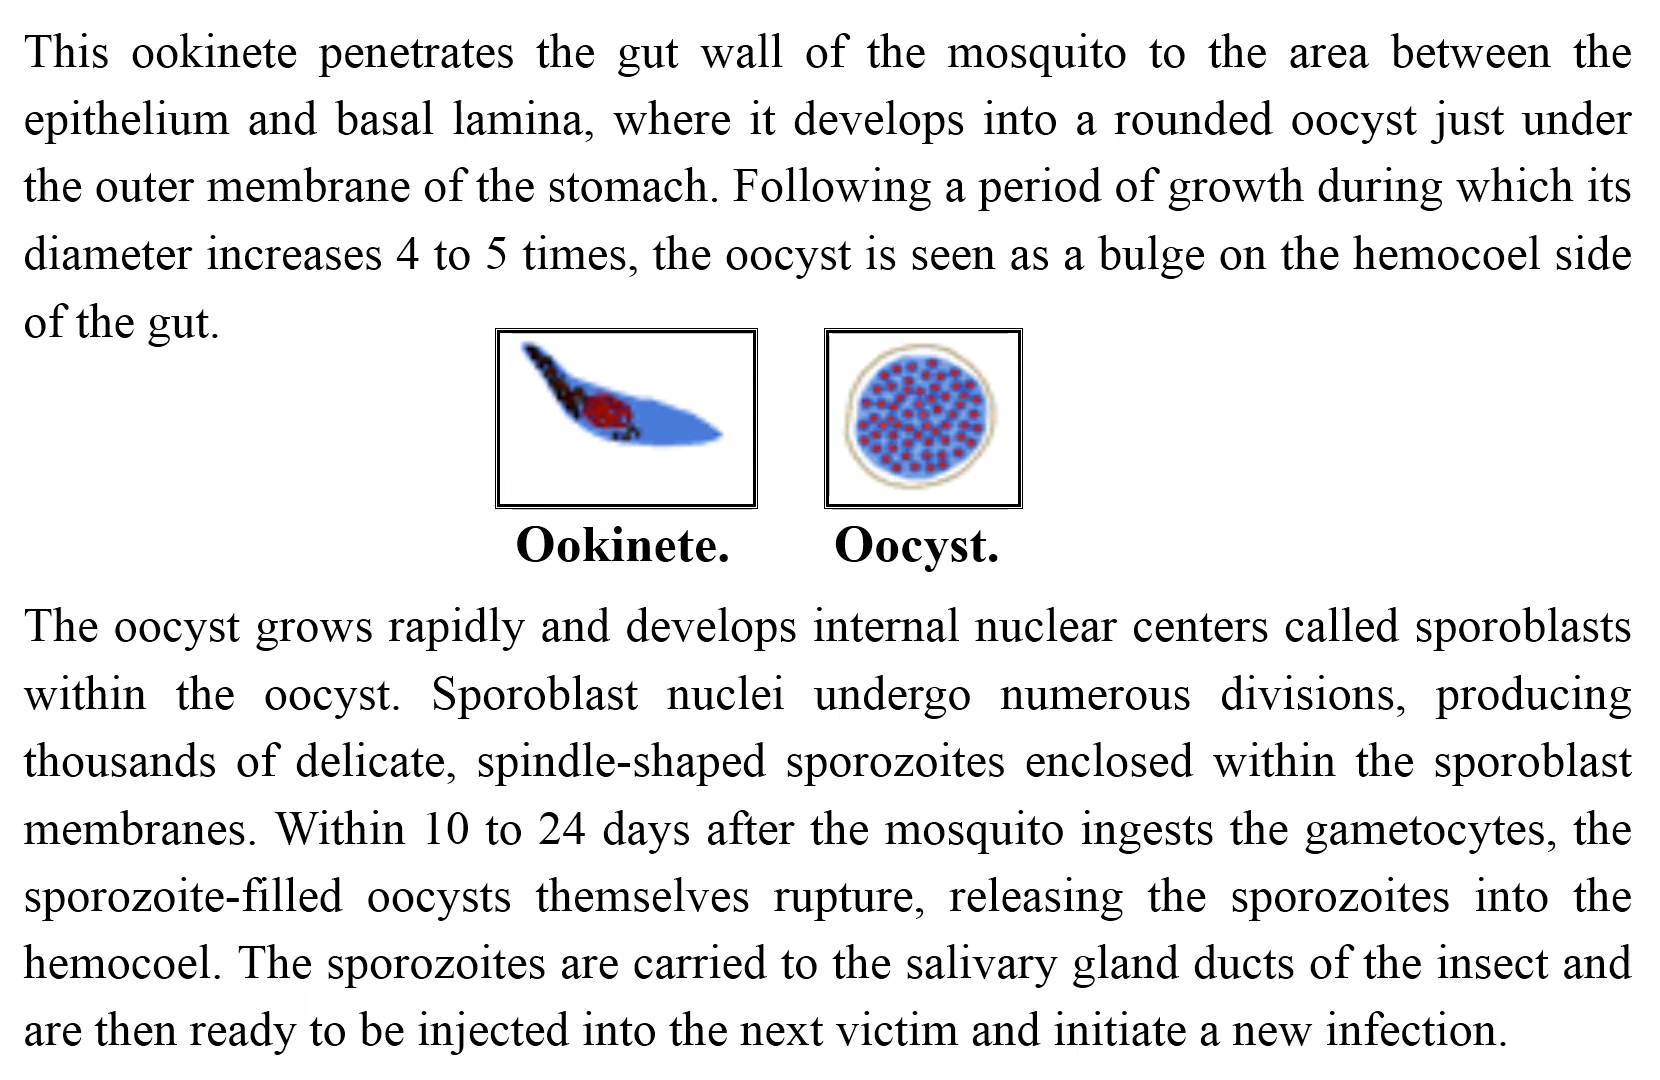 This ookinete penetrates the gut wall of the mosquito to the area between the
epithelium and basal lamina, where it develops into a rounded oocyst just under
the outer membrane of the stomach. Following a period of growth during which its
diameter increases 4 to 5 times, the oocyst is seen as a bulge on the hemocoel side
of the gut.
Ookinete. Oocyst.
The oocyst grows rapidly and develops internal nuclear centers called sporoblasts
within the oocyst. Sporoblast nuclei undergo numerous divisions, producing
thousands of delicate, spindle-shaped sporozoites enclosed within the sporoblast
membranes. Within 10 to 24 days after the mosquito ingests the gametocytes, the
sporozoite-filled oocysts themselves rupture, releasing the sporozoites into the
hemocoel. The sporozoites are carried to the salivary gland ducts of the insect and
are then ready to be injected into the next victim and initiate a new infection.